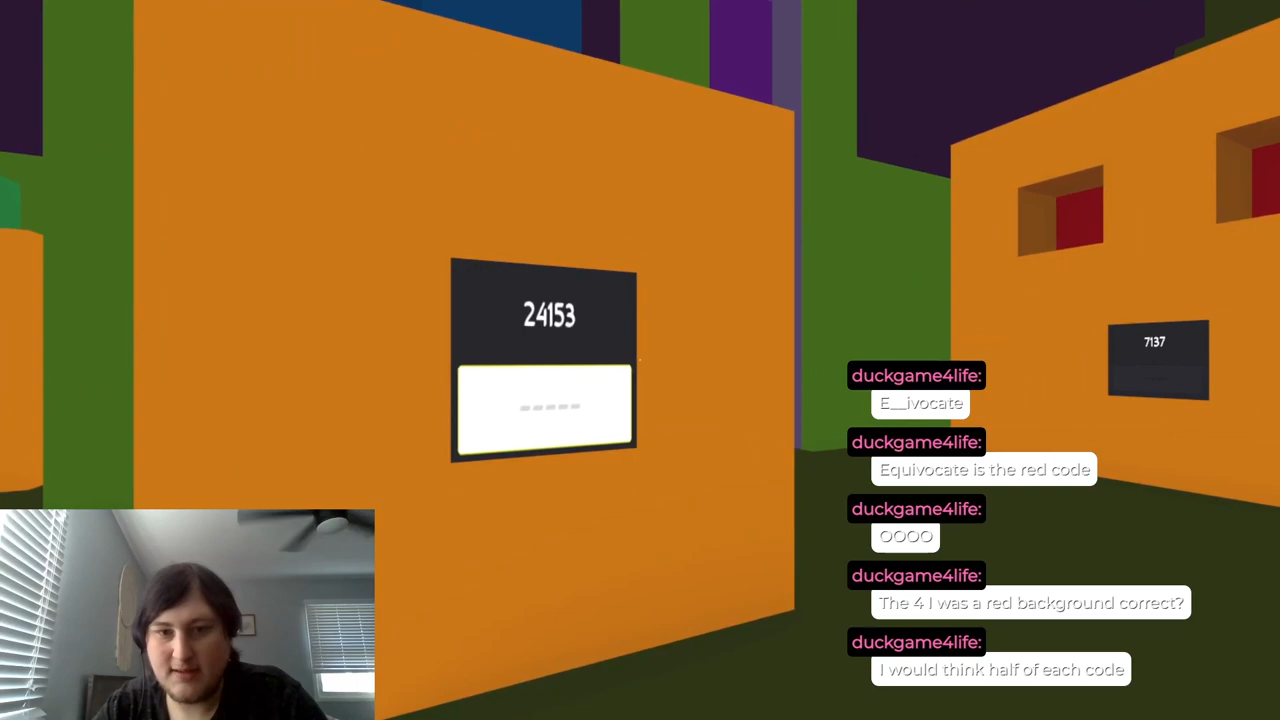 24153
-----
7137
duckgame4life:
E__ivocate
duckgame4life:
Equivocate is the red code
duckgame4life:
OOOO
duckgame4life:
The 4 I was a red background correct?
duckgame4life:
I would think half of each code